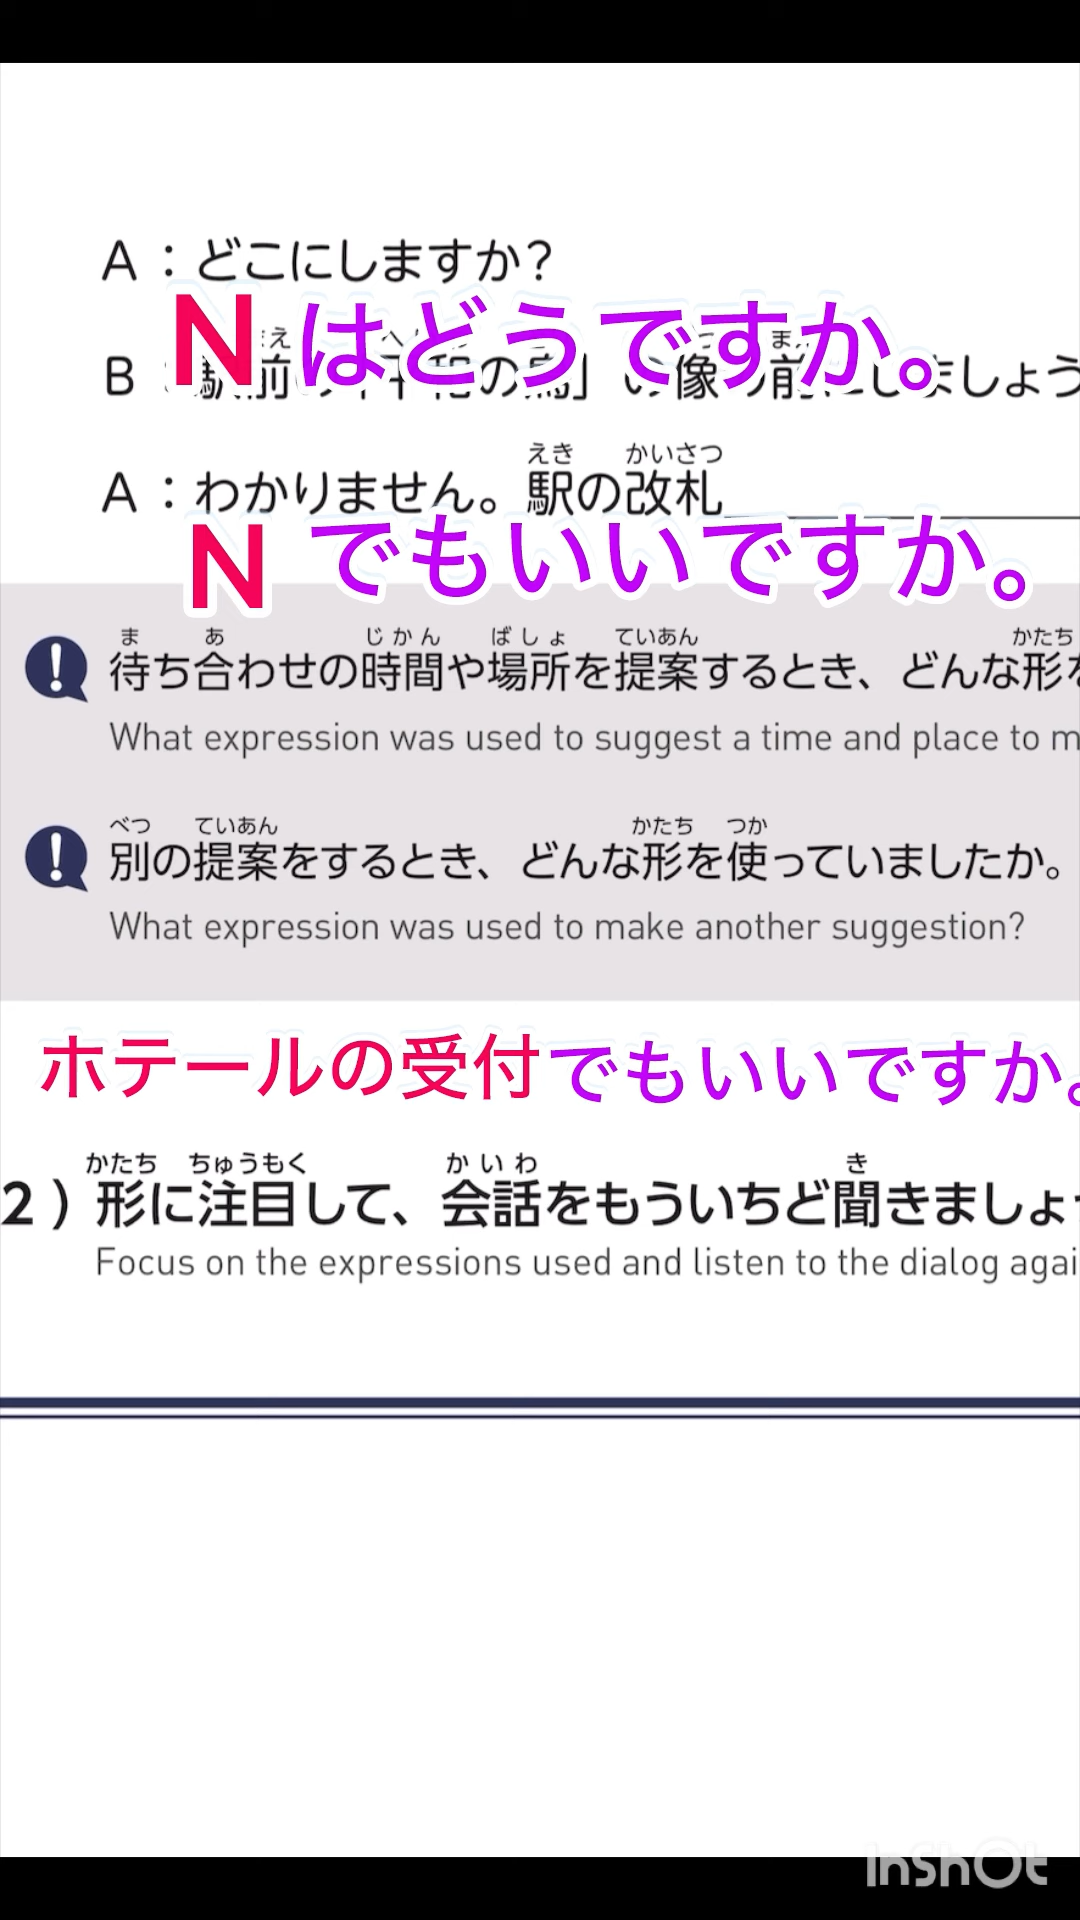 A：どこにしますか？
Nはどうですか。
B
の
像
ましょう
えき かいさつ
A：わかりません。駅の改札
Nでもいいですか。
ま あ じかん ばしょ ていあん かたち
待ち合わせの時間や場所を提案するとき、どんな形を
What expression was used to suggest a time and place to m
べつ ていあん かたち つか
別の提案をするとき、どんな形を使っていましたか。
What expression was used to make another suggestion?
ホテールの受付でもいいですか。
かたち ちゅうもく かいわ き
2）形に注目して、会話をもういちど聞きましょ
Focus on the expressions used and listen to the dialog agai
InShOt